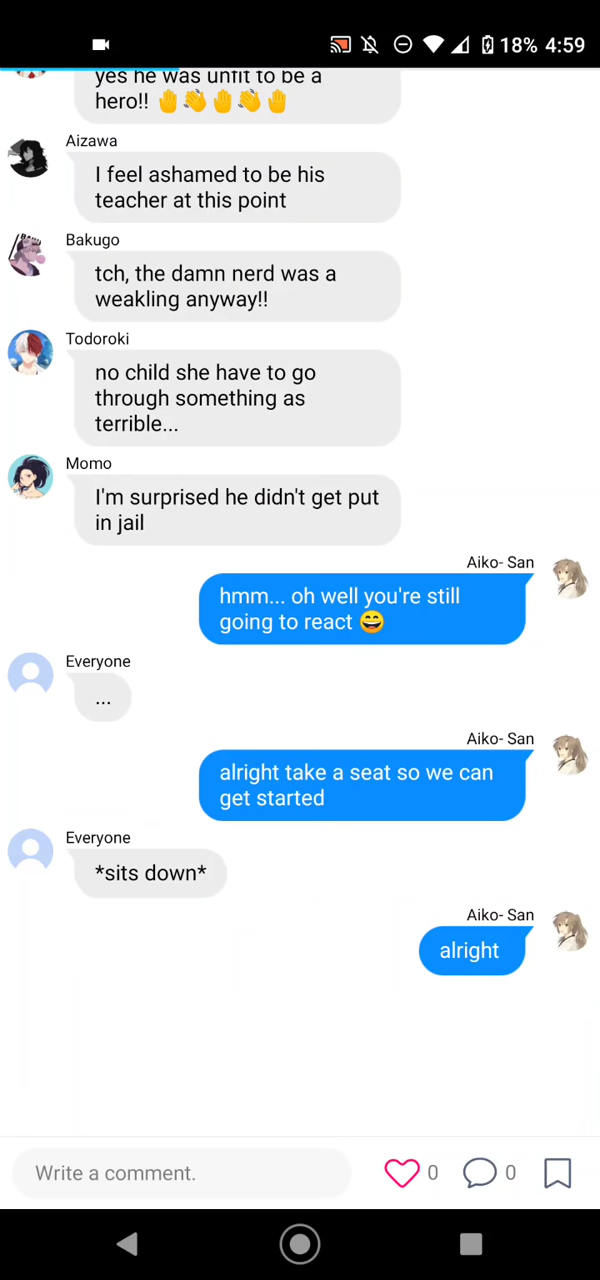 18% 4:59
yes he was unfit to be a
hero!! 🤚👋🤚👋🤚
Aizawa
I feel ashamed to be his
teacher at this point
Bakugo
tch, the damn nerd was a
weakling anyway!!
Todoroki
no child she have to go
through something as
terrible...
Momo
I'm surprised he didn't get put
in jail
Aiko- San
hmm... oh well you're still
going to react 😄
Everyone
...
Aiko- San
alright take a seat so we can
get started
Everyone
*sits down*
Aiko- San
alright
Write a comment.
0
0